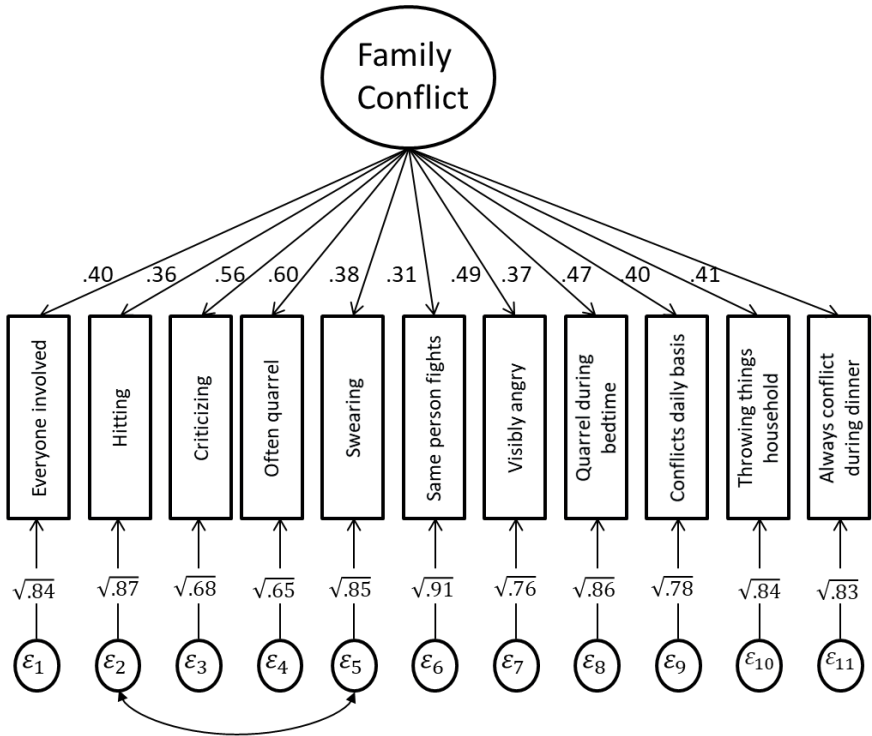 Family
Conflict
.40 .36 .56 .60 .38 .31 .49 .37 .47 .40 .41
Everyone involved
Hitting
Criticizing
Often quarrel
Swearing
Same person fights
Visibly angry
Quarrel during
bedtime
Conflicts daily basis
Throwing things
household
Always conflict
during dinner
√.84 √.87 √.68 √.65 √.85 √.91 √.76 √.86 √.78 √.84 √.83
ε1 ε2 ε3 ε4 ε5 ε6 ε7 ε8 ε9 ε10 ε11